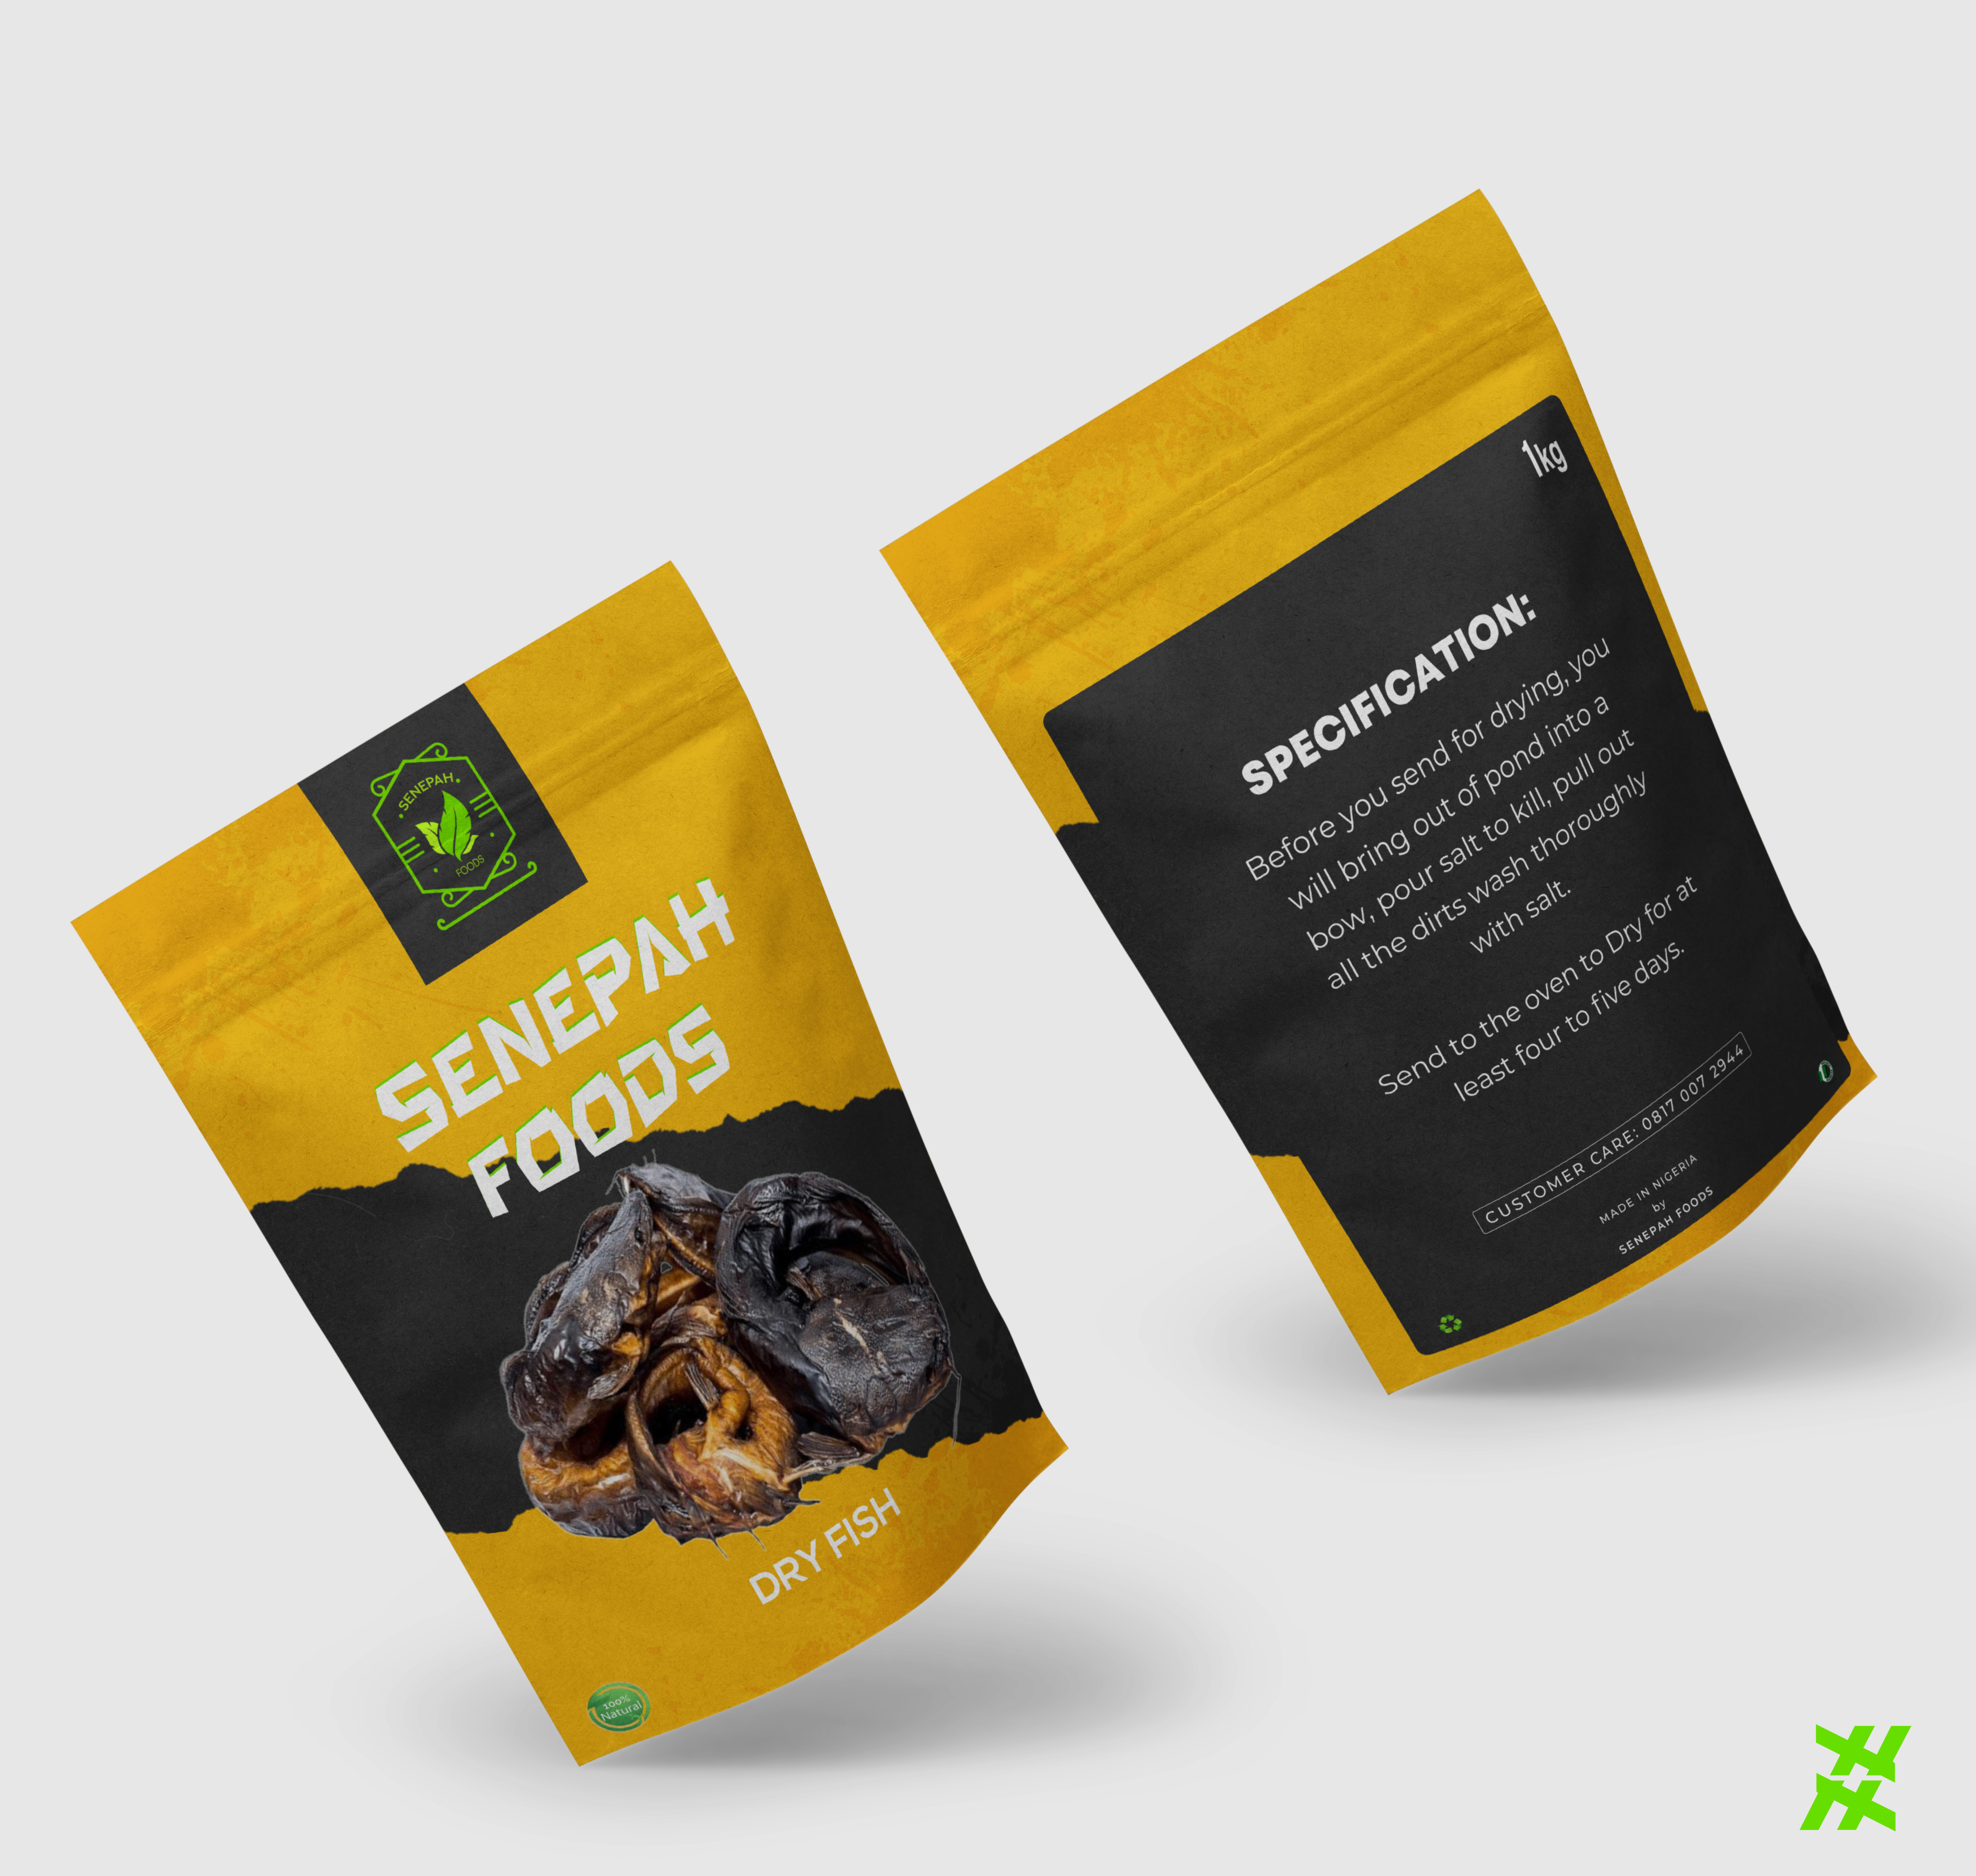 SENEPAH
FOODS
SENEPAH
FOODS
DRY FISH
100%
Natural
1kg
SPECIFICATION:
Before you send for drying, you
will bring out of pond into a
bow, pour salt to kill, pull out
all the dirts wash thoroughly
with salt.
Send to the oven to Dry for at
least four to five days.
CUSTOMER CARE: 0817 007 2944
MADE IN NIGERIA
by
SENEPAH FOODS